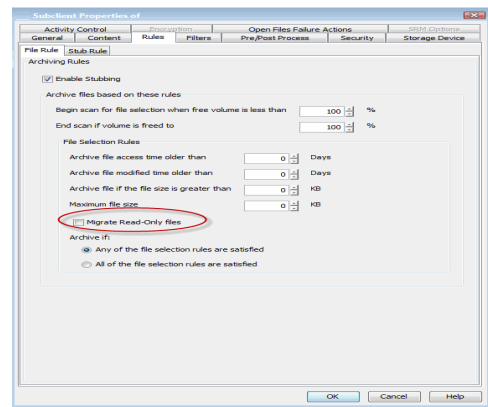 Subclient Properties of
Activity Control Encryption Open Files Failure Actions SRM Options
General Content Rules Filters Pre/Post Process Security Storage Device
File Rule Stub Rule
Archiving Rules
Enable Stubbing
Archive files based on these rules
Begin scan for file selection when free volume is less than 100 %
End scan if volume is freed to 100 %
File Selection Rules
Archive file access time older than 0 Days
Archive file modified time older than 0 Days
Archive file if the file size is greater than 0 KB
Maximum file size 0 KB
Migrate Read-Only files
Archive if:
Any of the file selection rules are satisfied
All of the file selection rules are satisfied
OK Cancel Help